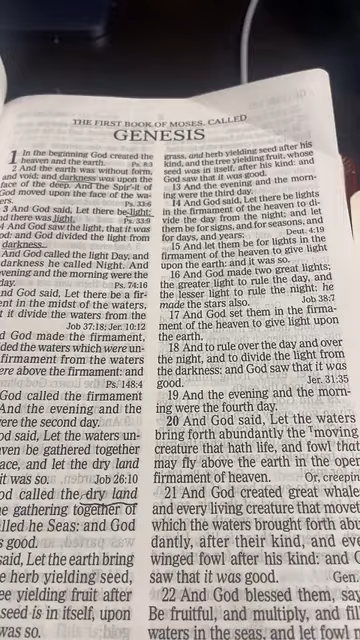 THE FIRST BOOK OF MOSES, CALLED
GENESIS
1 In the beginning God created the
heaven and the earth. Ps. 8:3
2 And the earth was without form,
and void; and darkness was upon the
face of the deep. And the Spir'-it of
God moved upon the face of the wa-
ers. Ps. 33:6
3 And God said, Let there be light:
nd there was light. Ps. 33:9
4 And God saw the light, that it was
od: and God divided the light from
darkness.
And God called the light Day, and
darkness he called Night. And
vening and the morning were the
day. Ps. 74:16
nd God said, Let there be a fir-
ent in the midst of the waters,
t it divide the waters from the
Job 37:18; Jer. 10:12
d God made the firmament,
ded the waters which were un-
firmament from the waters
ere above the firmament: and
Ps. 148:4
God called the firmament
And the evening and the
ere the second day.
od said, Let the waters un-
ven be gathered together
ace, and let the dry land
it was so. Job 26:10
od called the dry land
e gathering together of
lled he Seas: and God
s good.
said, Let the earth bring
e herb yielding seed,
ee yielding fruit after
seed is in itself, upon
was so.
grass, and herb yielding seed after his
kind, and the tree yielding fruit, whose
seed was in itself, after his kind: and
God saw that it was good.
13 And the evening and the morn-
ing were the third day.
14 And God said, Let there be lights
in the firmament of the heaven to di-
vide the day from the night; and let
them be for signs, and for seasons, and
for days, and years: Deut. 4:19
15 And let them be for lights in the
firmament of the heaven to give light
upon the earth: and it was so.
16 And God made two great lights;
the greater light to rule the day, and
the lesser light to rule the night: he
made the stars also. Job 38:7
17 And God set them in the firma-
ment of the heaven to give light upon
the earth,
18 And to rule over the day and over
the night, and to divide the light from
the darkness: and God saw that it was
good. Jer. 31:35
19 And the evening and the morn-
ing were the fourth day.
20 And God said, Let the waters
bring forth abundantly the moving
creature that hath life, and fowl that
may fly above the earth in the open
firmament of heaven. Or, creepin
21 And God created great whale
and every living creature that movet
which the waters brought forth abu
dantly, after their kind, and eve
winged fowl after his kind: and G
saw that it was good. Gen.
22 And God blessed them, say
Be fruitful, and multiply, and fil
waters in the seas, and let fowl m